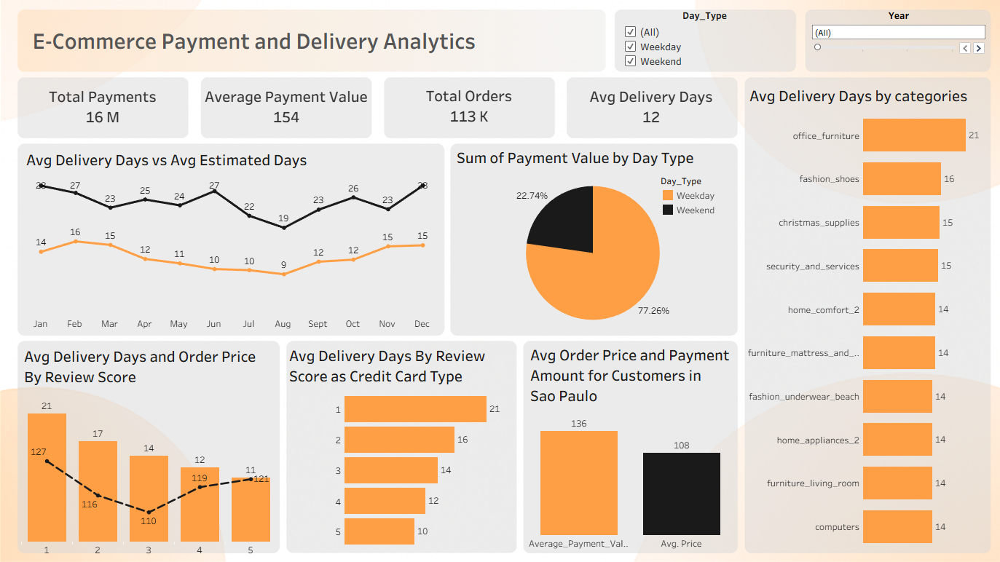 E-Commerce Payment and Delivery Analytics
Day_Type
(All)
Weekday
Weekend
Year
(All)
Total Payments
16 M
Average Payment Value
154
Total Orders
113 K
Avg Delivery Days
12
Avg Delivery Days vs Avg Estimated Days
28 27 23 25 24 27 22 19 23 26 23 28
14 16 15 12 11 10 10 9 12 12 15 15
Jan Feb Mar Apr May Jun Jul Aug Sept Oct Nov Dec
Sum of Payment Value by Day Type
Day_Type
Weekday
Weekend
22.74%
77.26%
Avg Delivery Days by categories
office_furniture 21
fashion_shoes 16
christmas_supplies 15
security_and_services 15
home_comfort_2 14
furniture_mattress_and_.. 14
fashion_underwear_beach 14
home_appliances_2 14
furniture_living_room 14
computers 14
Avg Delivery Days and Order Price
By Review Score
21 17 14 12 11
127 116 110 119 121
1 2 3 4 5
Avg Delivery Days By Review
Score as Credit Card Type
1 21
2 16
3 14
4 12
5 10
Avg Order Price and Payment
Amount for Customers in
Sao Paulo
136 108
Average_Payment_Val.. Avg. Price